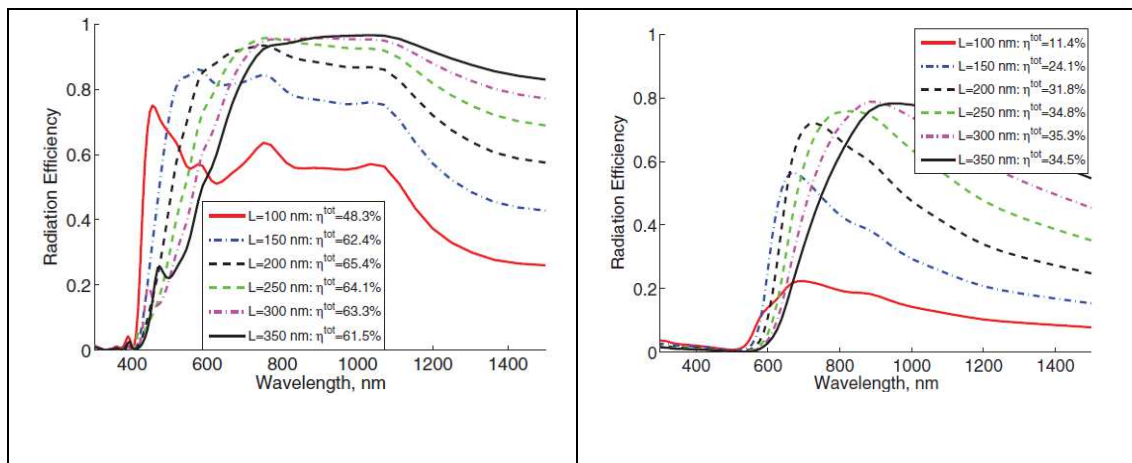 1
0.8
0.6
0.4
0.2
0
Radiation Efficiency
L=100 nm: η^tot=48.3%
L=150 nm: η^tot=62.4%
L=200 nm: η^tot=65.4%
L=250 nm: η^tot=64.1%
L=300 nm: η^tot=63.3%
L=350 nm: η^tot=61.5%
400 600 800 1000 1200 1400
Wavelength, nm
1
0.8
0.6
0.4
0.2
0
Radiation Efficiency
L=100 nm: η^tot=11.4%
L=150 nm: η^tot=24.1%
L=200 nm: η^tot=31.8%
L=250 nm: η^tot=34.8%
L=300 nm: η^tot=35.3%
L=350 nm: η^tot=34.5%
400 600 800 1000 1200 1400
Wavelength, nm